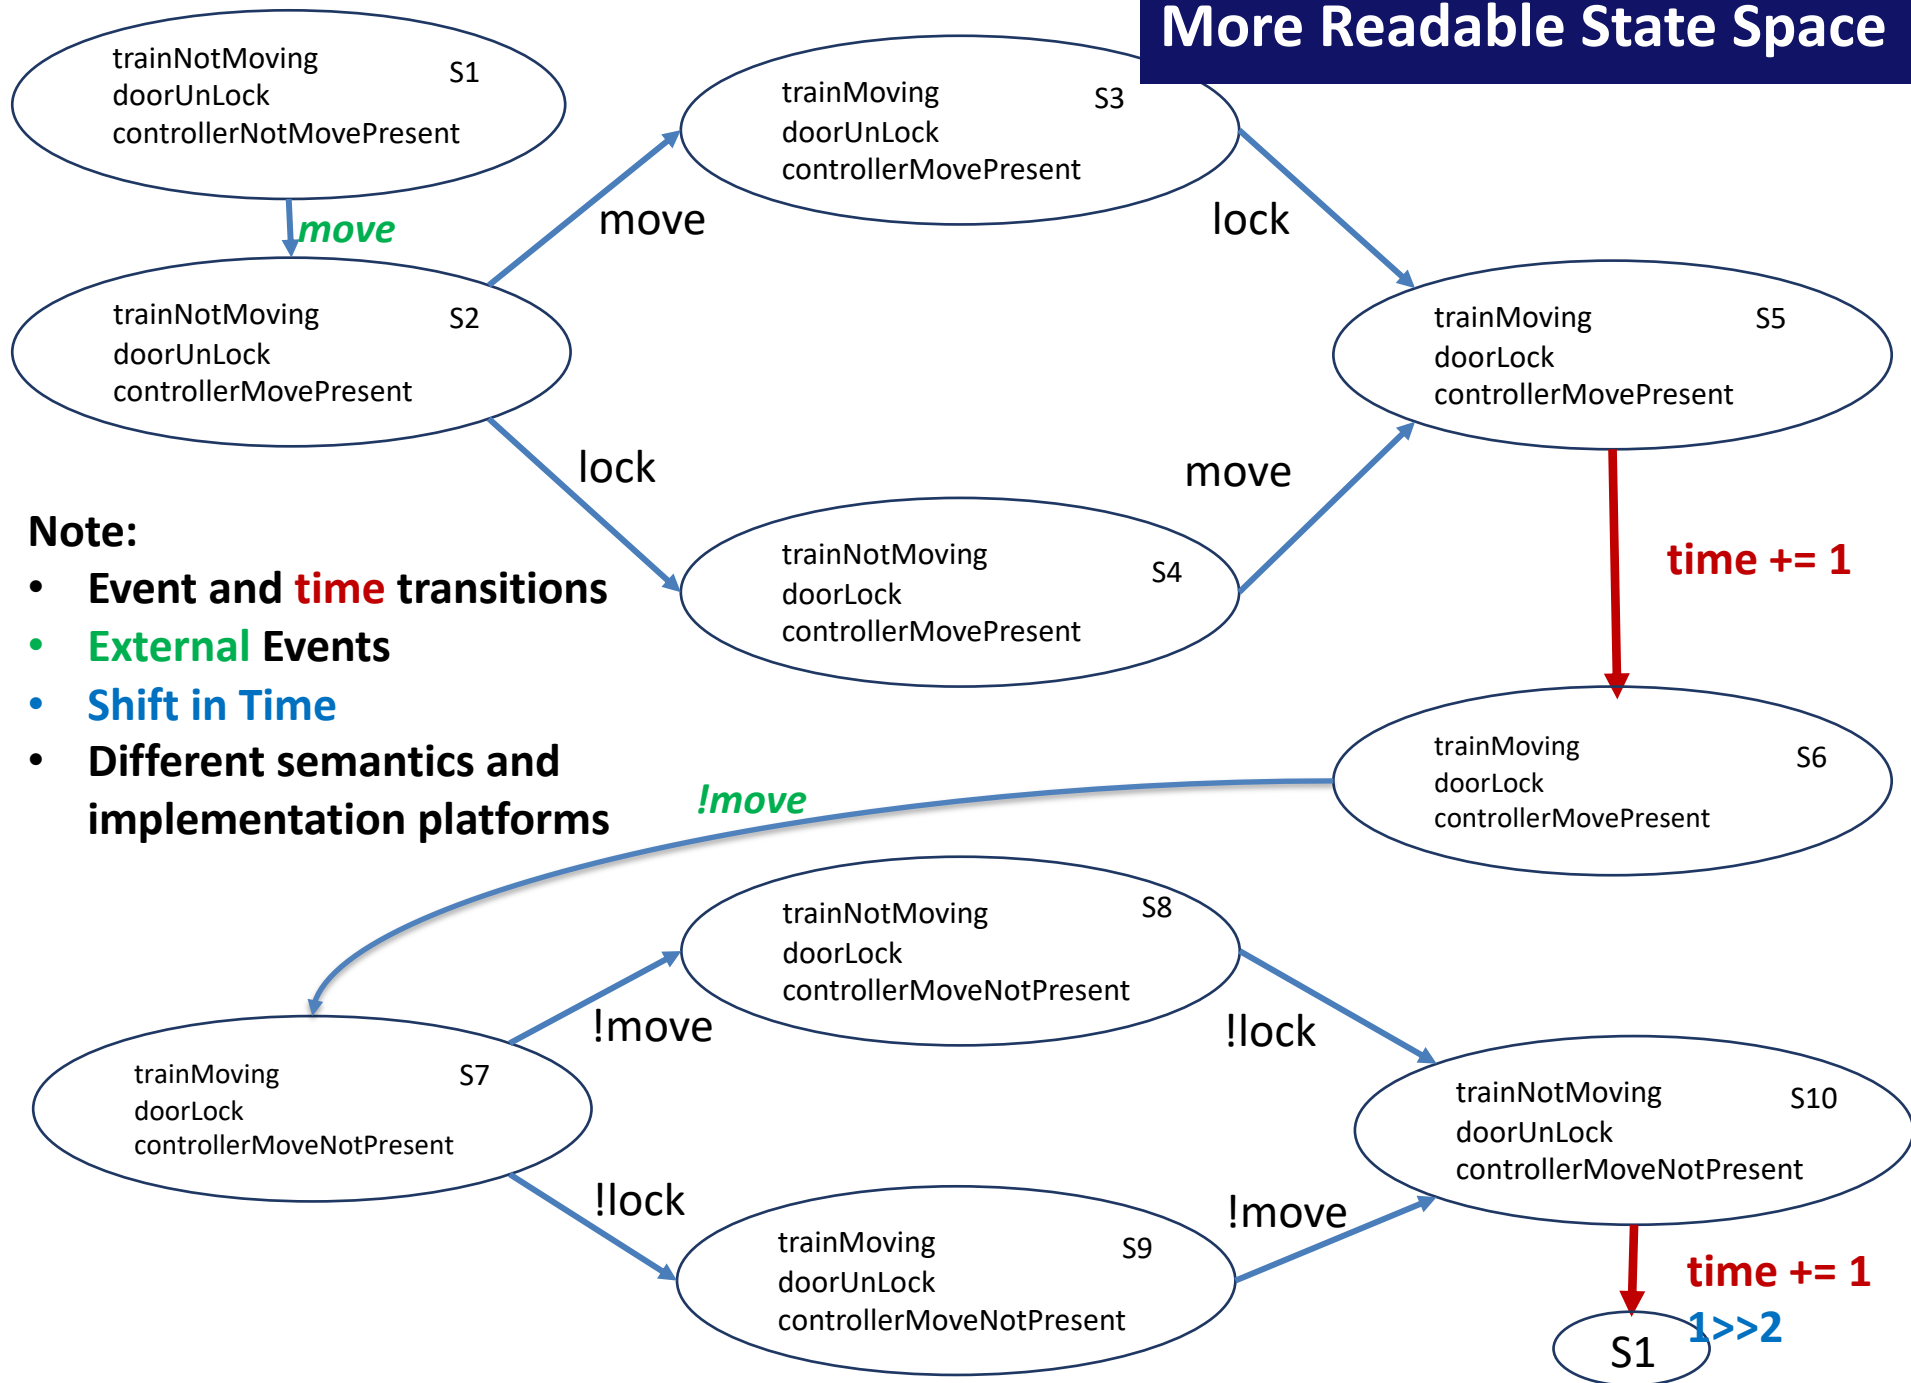 More Readable State Space
trainNotMoving
doorUnLock
controllerNotMovePresent
S1
move
trainNotMoving
doorUnLock
controllerMovePresent
S2
move
lock
trainMoving
doorUnLock
controllerMovePresent
S3
lock
trainNotMoving
doorLock
controllerMovePresent
S4
move
trainMoving
doorLock
controllerMovePresent
S5
time += 1
Note:
• Event and time transitions
• External Events
• Shift in Time
• Different semantics and
implementation platforms
trainMoving
doorLock
controllerMovePresent
S6
!move
trainMoving
doorLock
controllerMoveNotPresent
S7
!move
!lock
trainNotMoving
doorLock
controllerMoveNotPresent
S8
!lock
trainMoving
doorUnLock
controllerMoveNotPresent
S9
!move
trainNotMoving
doorUnLock
controllerMoveNotPresent
S10
time += 1
1>>2
S1